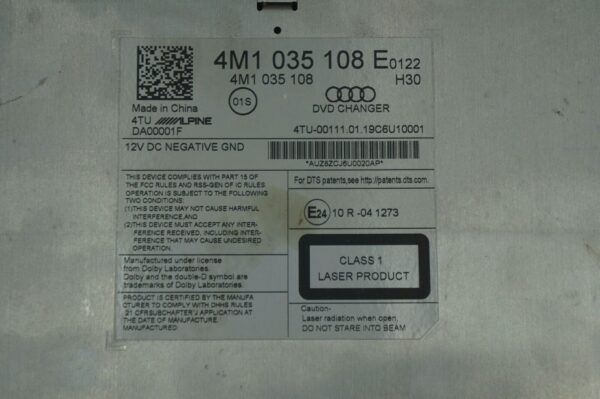 4M1 035 108 E0122
4M1 035 108 H30
Made in China
01S
4TU ALPINE
DVD CHANGER
DA00001F
4TU-00111.01.19C6U10001
12V DC NEGATIVE GND
*AUZ6ZCJ6U0020AP*
THIS DEVICE COMPLIES WITH PART 15 OF
THE FCC RULES AND RSS-GEN OF IC RULES
OPERATION IS SUBJECT TO THE FOLLOWING
TWO CONDITIONS:
(1)THIS DEVICE MAY NOT CAUSE HARMFUL
INTERFERENCE,AND
(2)THIS DEVICE MUST ACCEPT ANY INTER-
FERENCE RECEIVED, INCLUDING INTER-
FERENCE THAT MAY CAUSE UNDESIRED
OPERATION.
Manufactured under license
from Dolby Laboratories.
Dolby and the double-D symbol are
trademarks of Dolby Laboratories.
PRODUCT IS CERTIFIED BY THE MANUFA
CTURER TO COMPLY WITH DHHS RULES
21 CFRSUBCHAPTER'J APPLICATION AT
THE DATE OF MANUFACTURE.
MANUFACTURED:
For DTS patents,see http://patents.dts.com.
E24 10 R -04 1273
CLASS 1
LASER PRODUCT
Caution-
Laser radiation when open,
DO NOT STARE INTO BEAM